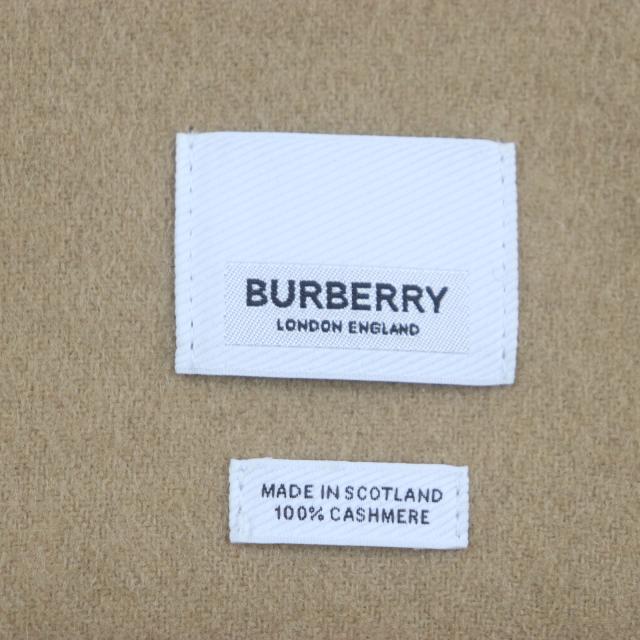 BURBERRY
LONDON ENGLAND
MADE IN SCOTLAND
100% CASHMERE